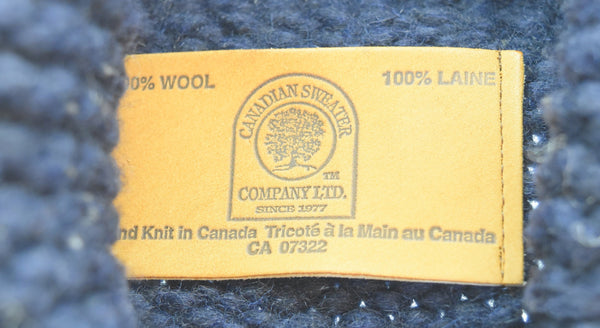 00% WOOL 100% LAINE
CANADIAN SWEATER
COMPANY LTD.
TM
SINCE 1977
nd Knit in Canada Tricoté à la Main au Canada
CA 07322